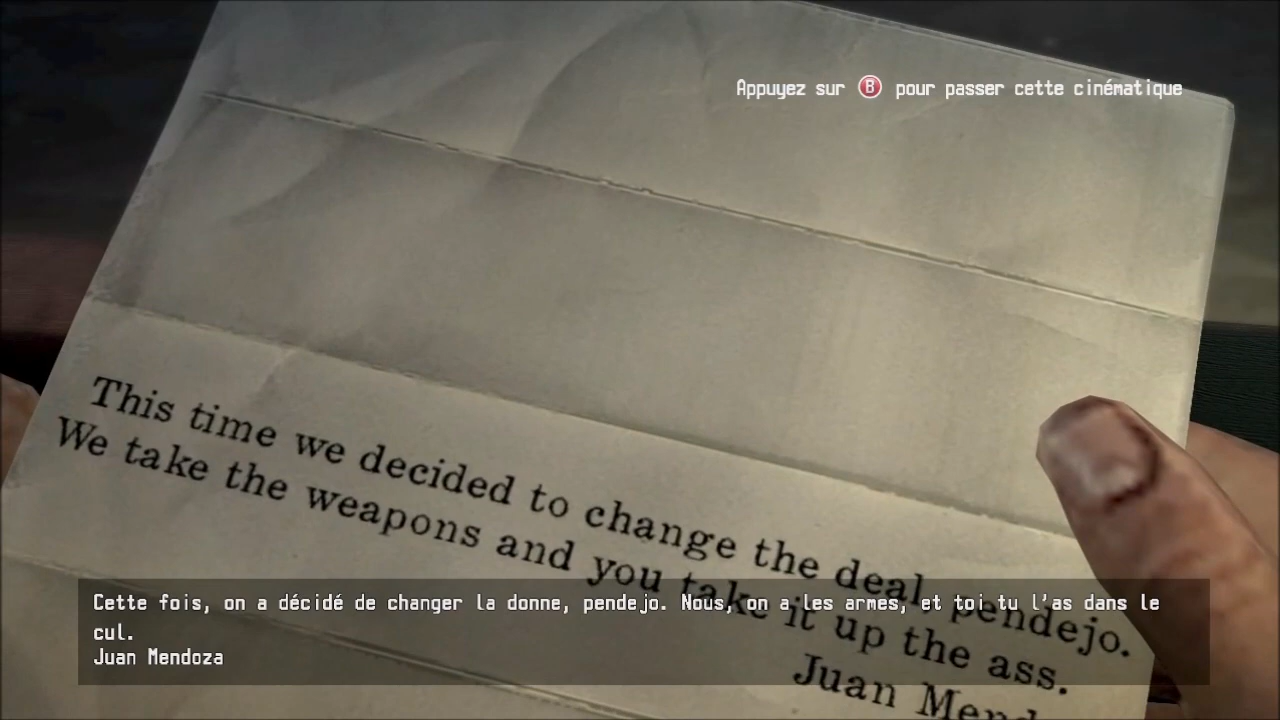 Appuyez sur B pour passer cette cinématique
This time we decided to change the deal, pendejo.
We take the weapons and you take it up the ass.
Juan
Cette fois, on a décidé de changer la donne, pendejo. Nous, on a les armes, et toi tu l'as dans le
cul.
Juan Mendoza